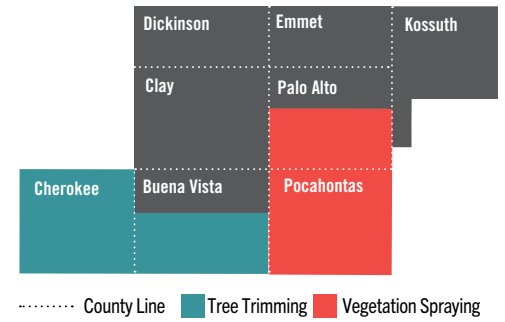 Dickinson
Emmet
Kossuth
Clay
Palo Alto
Cherokee
Buena Vista
Pocahontas
County Line
Tree Trimming
Vegetation Spraying